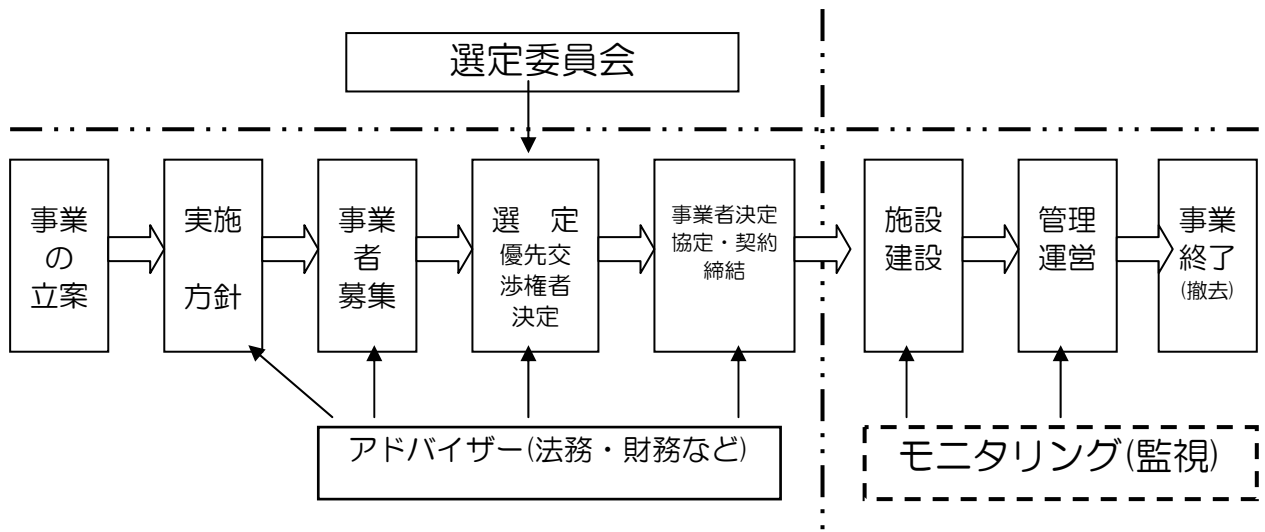 選定委員会
事業
の
立案
実施
方針
事業
者
募集
選　定
優先交
渉権者
決定
事業者決定
協定・契約
締結
施設
建設
管理
運営
事業
終了
(撤去)
アドバイザー(法務・財務など)
モニタリング(監視)